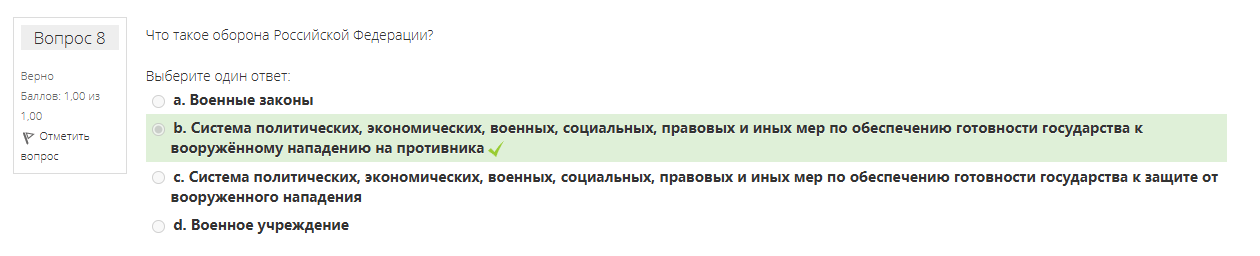 Вопрос 8
Верно
Баллов: 1,00 из
1,00
Отметить
вопрос
Что такое оборона Российской Федерации?
Выберите один ответ:
a. Военные законы
b. Система политических, экономических, военных, социальных, правовых и иных мер по обеспечению готовности государства к
вооружённому нападению на противника
c. Система политических, экономических, военных, социальных, правовых и иных мер по обеспечению готовности государства к защите от
вооруженного нападения
d. Военное учреждение